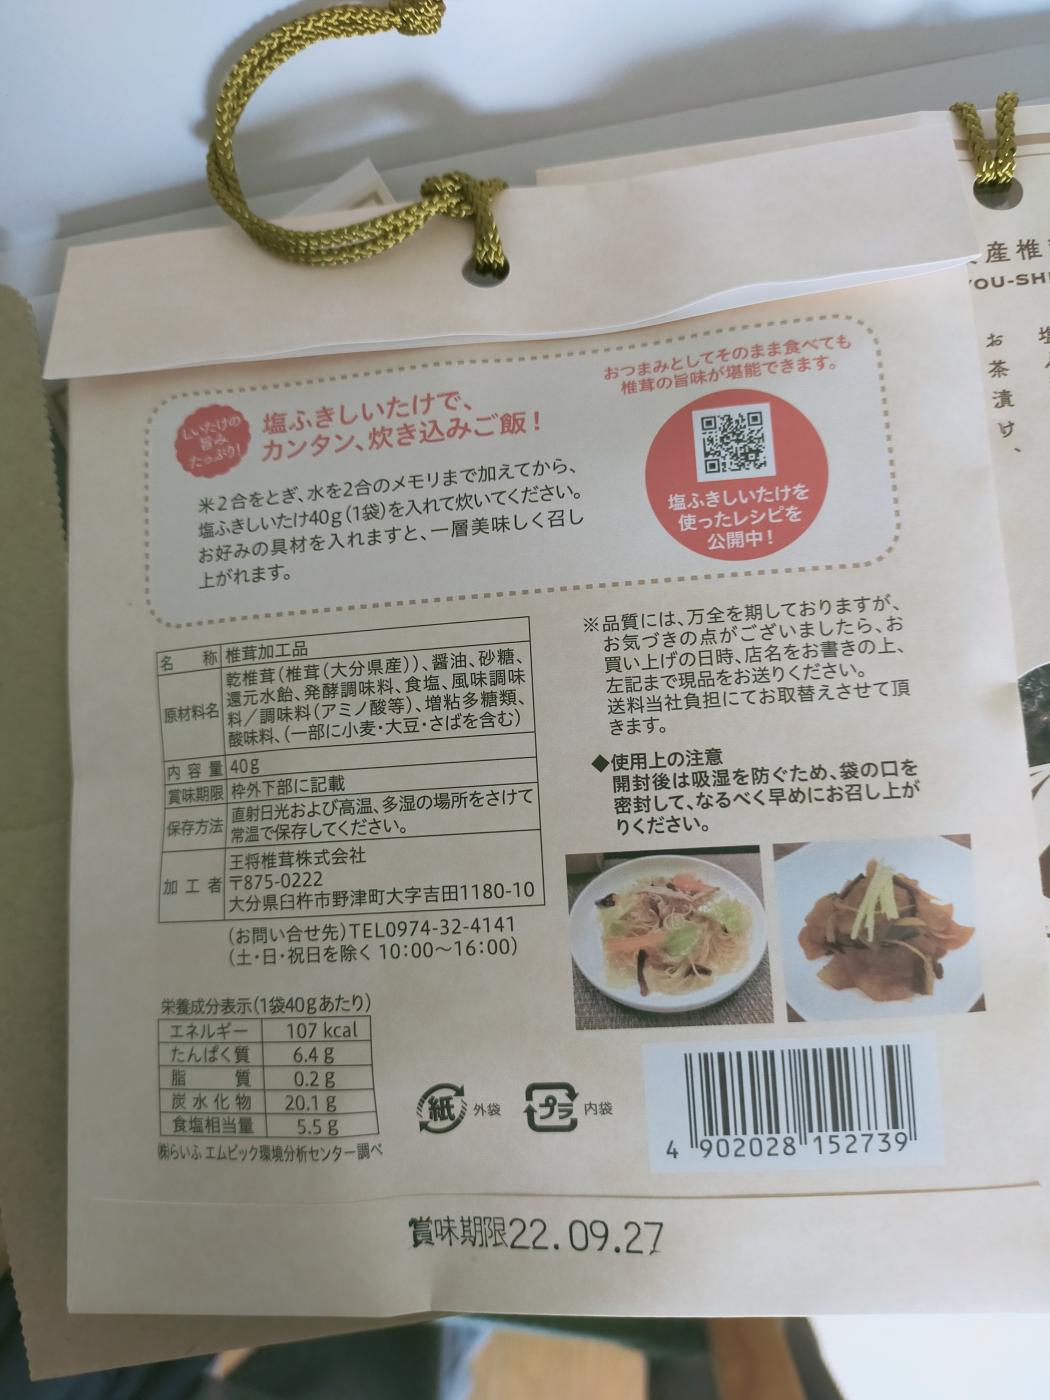 しいたけの
旨み
たっぷり!
塩ふきしいたけで、
カンタン、炊き込みご飯!
米2合をとぎ、水を2合のメモリまで加えてから、
塩ふきしいたけ40g(1袋)を入れて炊いてください。
お好みの具材を入れますと、一層美味しく召し
上がれます。
おつまみとしてそのまま食べても
椎茸の旨味が堪能できます。
塩ふきしいたけを
使ったレシピを
公開中!
名称 椎茸加工品
原材料名 乾椎茸(椎茸(大分県産))、醤油、砂糖、
還元水飴、発酵調味料、食塩、風味調味
料/調味料(アミノ酸等)、増粘多糖類、
酸味料、(一部に小麦・大豆・さばを含む)
内容量 40g
賞味期限 枠外下部に記載
保存方法 直射日光および高温、多湿の場所をさけて
常温で保存してください。
加工者 王将椎茸株式会社
〒875-0222
大分県臼杵市野津町大字吉田1180-10
(お問い合せ先)TEL0974-32-4141
(土・日・祝日を除く 10:00〜16:00)
※品質には、万全を期しておりますが、
お気づきの点がございましたら、お
買い上げの日時、店名をお書きの上、
左記まで現品をお送りください。
送料当社負担にてお取替えさせて頂
きます。
◆使用上の注意
開封後は吸湿を防ぐため、袋の口を
密封して、なるべく早めにお召し上が
りください。
栄養成分表示(1袋40gあたり)
エネルギー 107 kcal
たんぱく質 6.4 g
脂質 0.2 g
炭水化物 20.1 g
食塩相当量 5.5 g
㈱らいふ エムピック環境分析センター調べ
紙 外袋
プラ 内袋
4 902028 152739
賞味期限22.09.27
産椎
YOU-SH
お茶漬け、